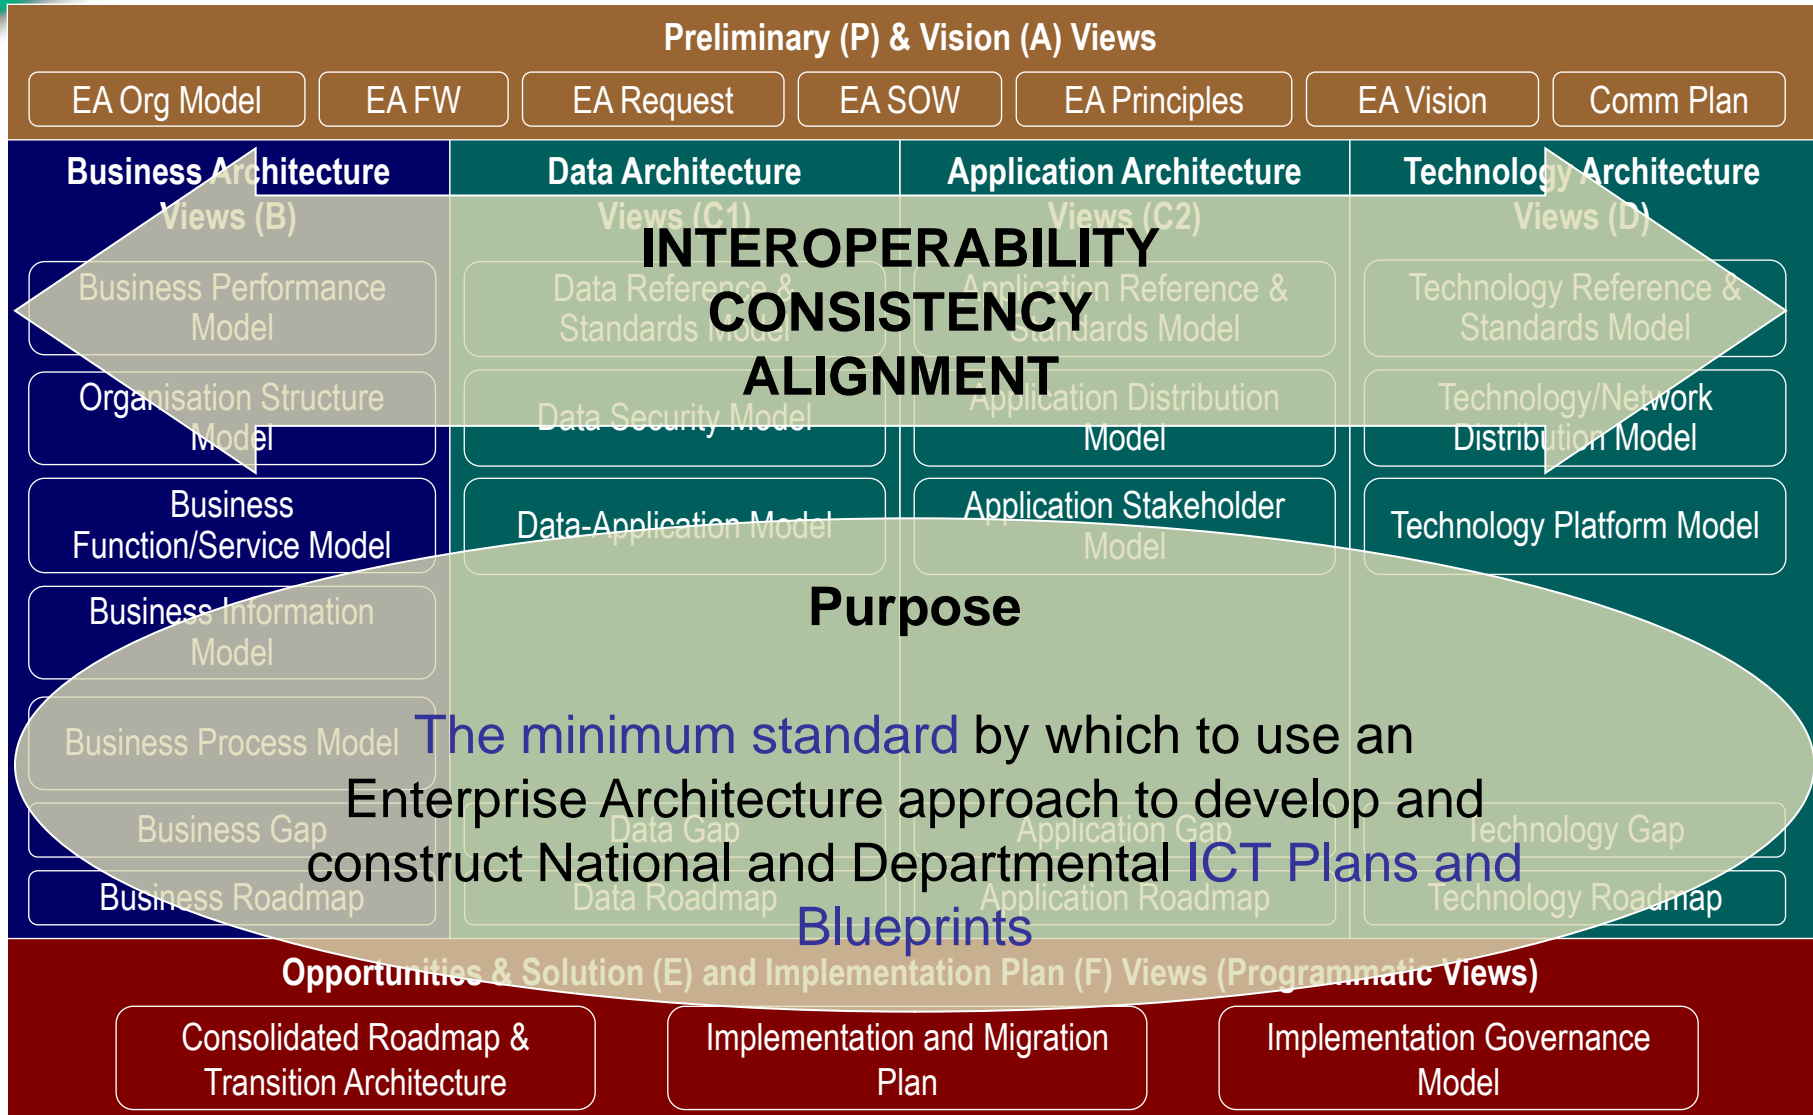 Preliminary (P) & Vision (A) Views
EA Org Model
EA FW
EA Request
EA SOW
EA Principles
EA Vision
Comm Plan
Business Architecture
Views (B)
Data Architecture
Views (C1)
Application Architecture
Views (C2)
Technology Architecture
Views (D)
INTEROPERABILITY
CONSISTENCY
ALIGNMENT
Business Performance
Model
Data Reference &
Standards Model
Application Reference &
Standards Model
Technology Reference &
Standards Model
Organisation Structure
Model
Data Security Model
Application Distribution
Model
Technology/Network
Distribution Model
Business
Function/Service Model
Data-Application Model
Application Stakeholder
Model
Technology Platform Model
Business Information
Model
Purpose
Business Process Model
The minimum standard by which to use an
Enterprise Architecture approach to develop and
construct National and Departmental ICT Plans and
Blueprints
Business Gap
Data Gap
Application Gap
Technology Gap
Business Roadmap
Data Roadmap
Application Roadmap
Technology Roadmap
Opportunities & Solution (E) and Implementation Plan (F) Views (Programmatic Views)
Consolidated Roadmap &
Transition Architecture
Implementation and Migration
Plan
Implementation Governance
Model